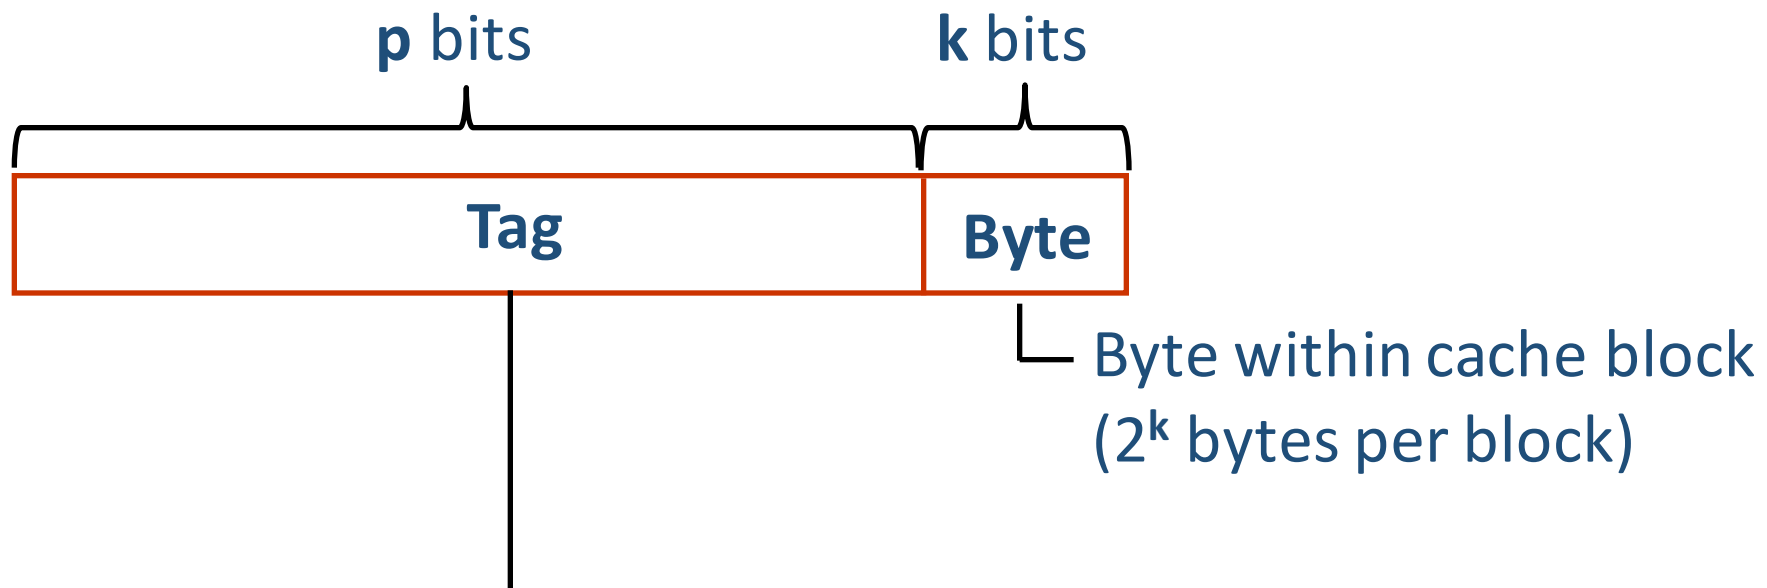 p bits
k bits
Tag
Byte
Byte within cache block
(2ᵏ bytes per block)